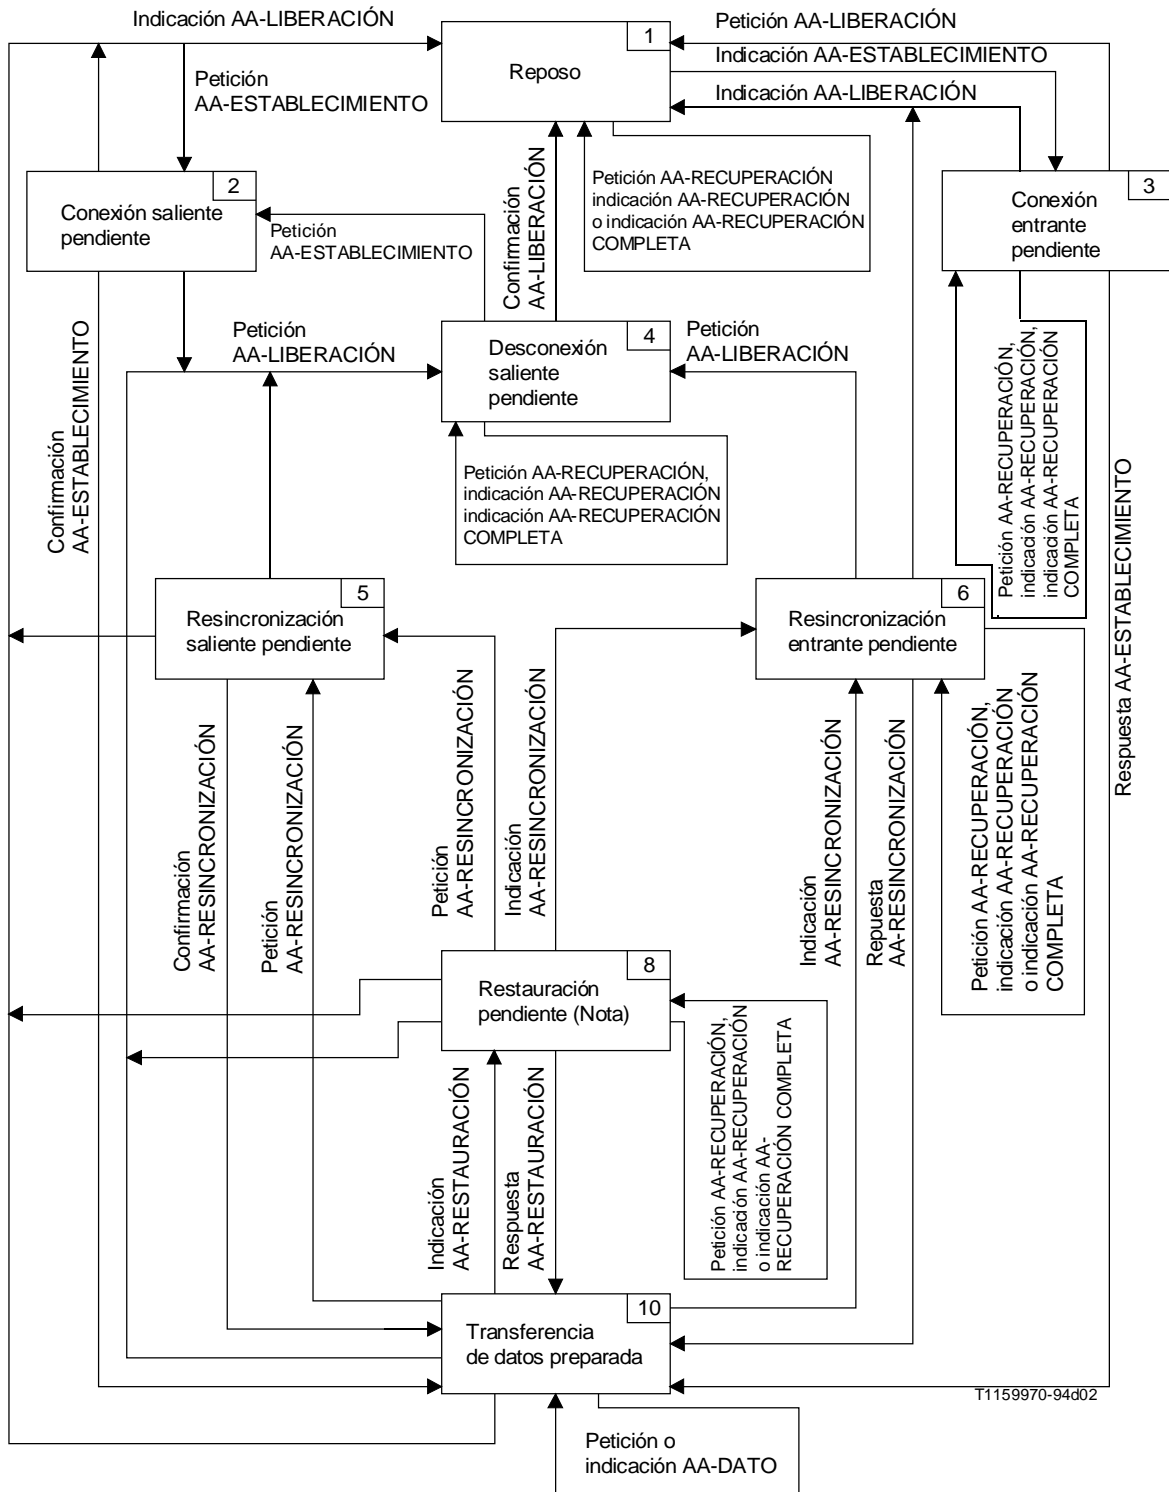 Indicación AA-LIBERACIÓN
Petición AA-LIBERACIÓN
1
Reposo
Indicación AA-ESTABLECIMIENTO
Indicación AA-LIBERACIÓN
Petición
AA-ESTABLECIMIENTO
2
Conexión saliente
pendiente
Petición
AA-ESTABLECIMIENTO
Confirmación
AA-LIBERACIÓN
Petición AA-RECUPERACIÓN
indicación AA-RECUPERACIÓN
o indicación AA-RECUPERACIÓN
COMPLETA
3
Conexión
entrante
pendiente
Petición
AA-LIBERACIÓN
4
Desconexión
saliente
pendiente
Petición
AA-LIBERACIÓN
Petición AA-RECUPERACIÓN,
indicación AA-RECUPERACIÓN,
indicación AA-RECUPERACIÓN
COMPLETA
Confirmación
AA-ESTABLECIMIENTO
Petición AA-RECUPERACIÓN,
indicación AA-RECUPERACIÓN
indicación AA-RECUPERACIÓN
COMPLETA
Respuesta AA-ESTABLECIMIENTO
5
Resincronización
saliente pendiente
6
Resincronización
entrante pendiente
Confirmación
AA-RESINCRONIZACIÓN
Petición
AA-RESINCRONIZACIÓN
Petición
AA-RESINCRONIZACIÓN
Indicación
AA-RESINCRONIZACIÓN
Indicación
AA-RESINCRONIZACIÓN
Repuesta
AA-RESINCRONIZACIÓN
Petición AA-RECUPERACIÓN,
indicación AA-RECUPERACIÓN
o indicación AA-RECUPERACIÓN
COMPLETA
8
Restauración
pendiente (Nota)
Petición AA-RECUPERACIÓN,
indicación AA-RECUPERACIÓN
o indicación AA-
RECUPERACIÓN COMPLETA
Indicación
AA-RESTAURACIÓN
Respuesta
AA-RESTAURACIÓN
10
Transferencia
de datos preparada
T1159970-94d02
Petición o
indicación AA-DATO